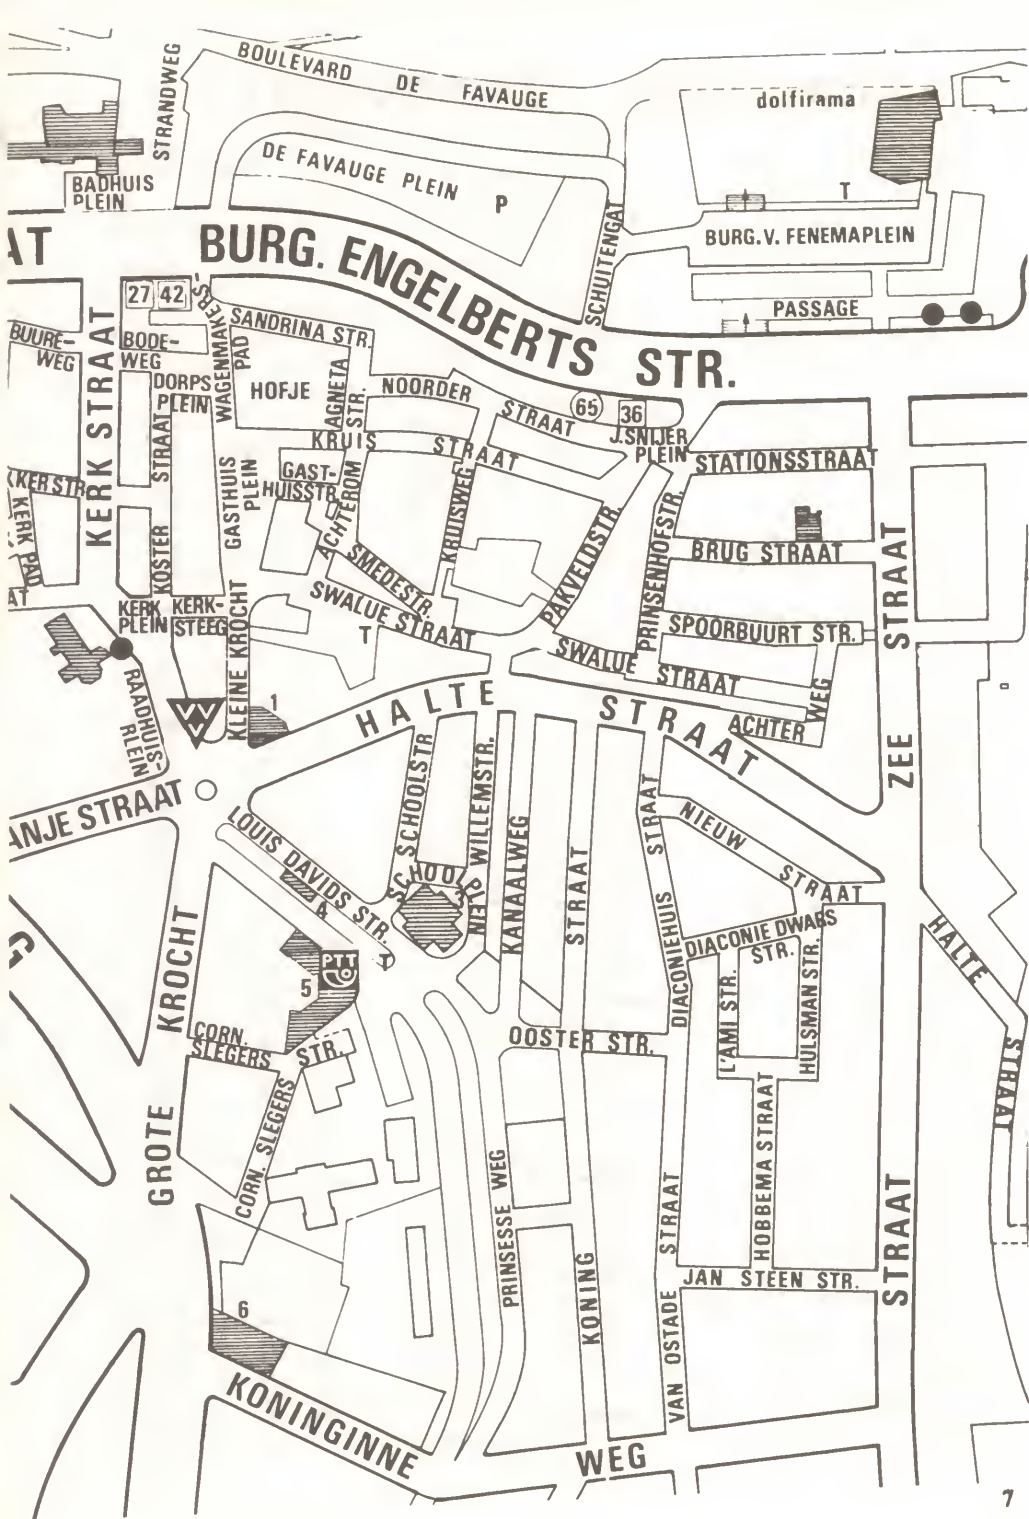 BOULEVARD DE FAVAUGE
STRANDWEG
dolfirama
DE FAVAUGE PLEIN P
BADHUIS
PLEIN
T
BURG. V. FENEMAPLEIN
SCHUITENGAT
PASSAGE
AT
BURG. ENGELBERTS STR.
27 42
BUURE-
WEG
KERK STRAAT
BODE-
WEG
WAGENMAKERS-
PAD
SANDRINA STR.
DORPS
PLEIN
HOFJE
AGNETA
STR.
NOORDER
STRAAT
65 36
J.SNIJER
PLEIN
KRUIS STRAAT
STATIONSSTRAAT
KERSTR.
KERK PAD
AT
KOSTER
STRAAT
GASTHUIS
PLEIN
GAST-
HUISSTR.
ACHTEROM
KRUISWEG
SMEDESTR.
SWALUE STRAAT
PAKVELDSTR.
PRINSENHOFSTR.
BRUG STRAAT
SPOORBUURT STR.
SWALUE STRAAT
ACHTER
WEG
ZEE STRAAT
KERK
PLEIN
KERK-
STEEG
KLEINE KROCHT
T
RAADHUIS-
RLEIN
VVV
1
HALTE STRAAT
ANJE STRAAT
SCHOOLSTR
WILLEMSTR.
KANAALWEG
STRAAT
LOUIS DAVIDS STR.
SCHOOLPLEIN
3
4
PTT
5
T
STRAAT
DIACONIEHUIS
NIEUW
STRAAT
DIACONIE DWARS
STR.
L'AMI STR.
HULSMANSTR.
HALTE
STRAAT
G
GROTE KROCHT
CORN.
SLEGERS STR.
CORN. SLEGERS
OOSTER STR.
PRINSESSE WEG
KONING
VAN OSTADE STRAAT
HOBBEMA STRAAT
JAN STEEN STR.
STRAAT
6
KONINGINNE WEG
7